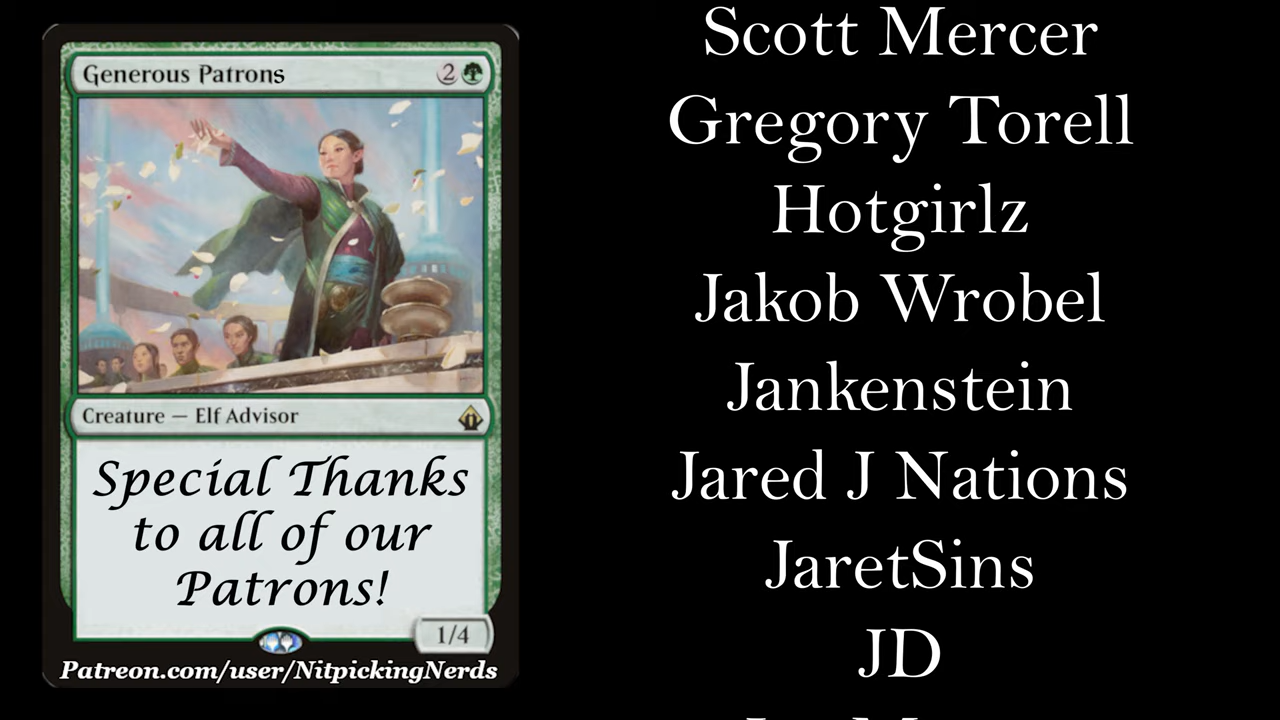 Generous Patrons 2
Creature — Elf Advisor
Special Thanks
to all of our
Patrons!
1/4
Patreon.com/user/NitpickingNerds
Scott Mercer
Gregory Torell
Hotgirlz
Jakob Wrobel
Jankenstein
Jared J Nations
JaretSins
JD